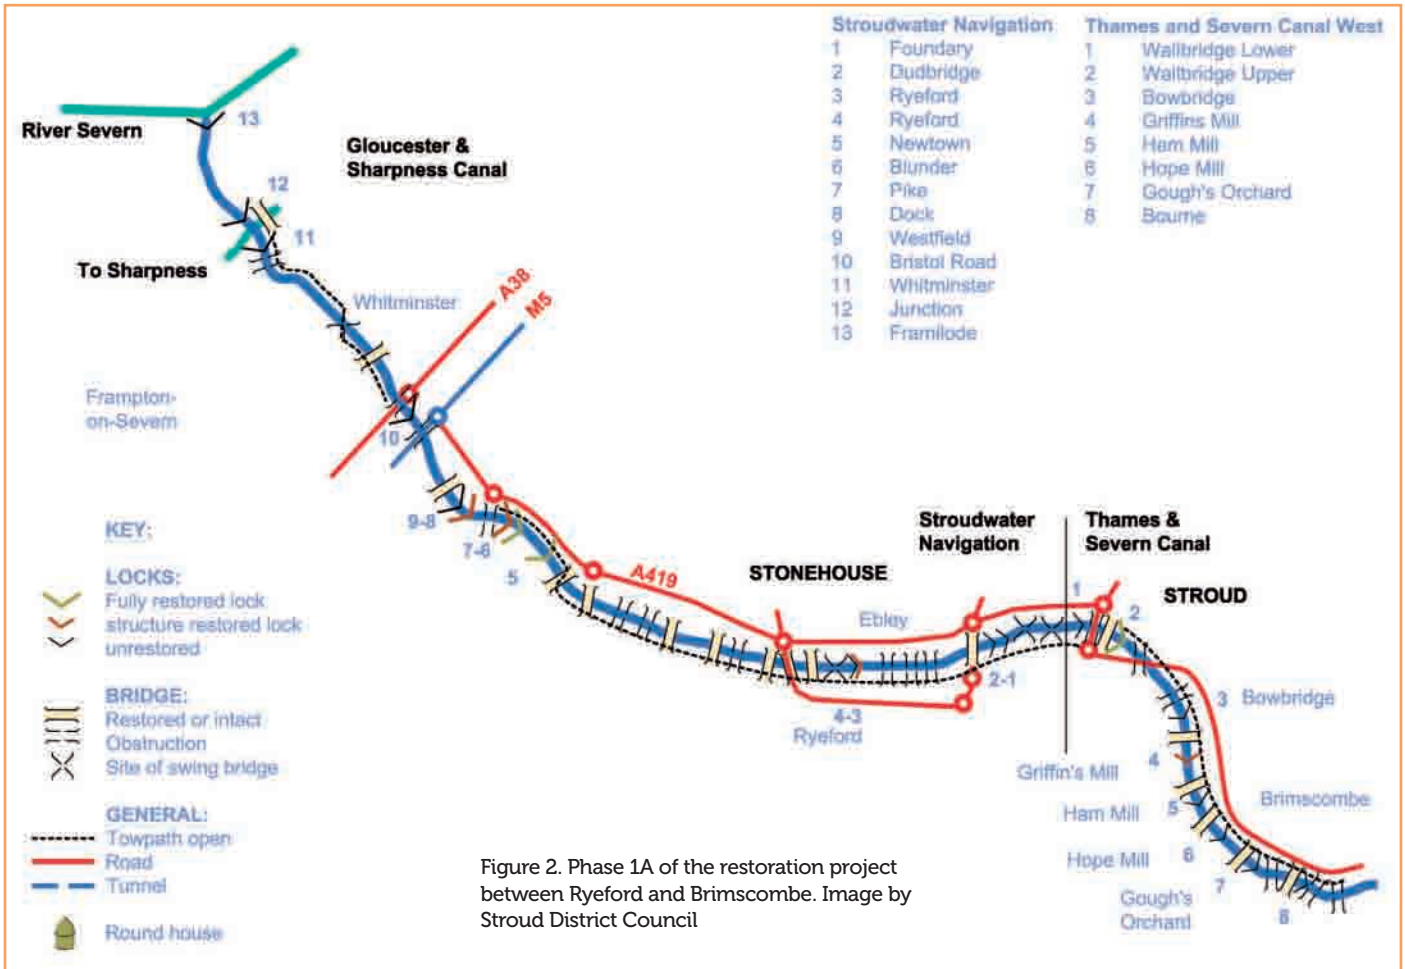 Stroudwater Navigation
1 Foundary
2 Dudbridge
3 Ryeford
4 Ryeford
5 Newtown
6 Blunder
7 Pike
8 Dock
9 Westfield
10 Bristol Road
11 Whitminster
12 Junction
13 Framilode
Thames and Severn Canal West
1 Wallbridge Lower
2 Wallbridge Upper
3 Bowbridge
4 Griffins Mill
5 Ham Mill
6 Hope Mill
7 Gough's Orchard
8 Bourne
River Severn
13
Gloucester &
Sharpness Canal
12
11
To Sharpness
Whitminster
A38
M5
Frampton-
on-Severn
10
9-8
7-6
5
A419
STONEHOUSE
Ebley
Stroudwater
Navigation
Thames &
Severn Canal
1
2
STROUD
2-1
4-3
Ryeford
3
Bowbridge
Griffin's Mill
4
Ham Mill
5
Brimscombe
Hope Mill
6
7
Gough's
Orchard
8
KEY:
LOCKS:
Fully restored lock
structure restored lock
unrestored
BRIDGE:
Restored or intact
Obstruction
Site of swing bridge
GENERAL:
Towpath open
Road
Tunnel
Round house
Figure 2. Phase 1A of the restoration project
between Ryeford and Brimscombe. Image by
Stroud District Council